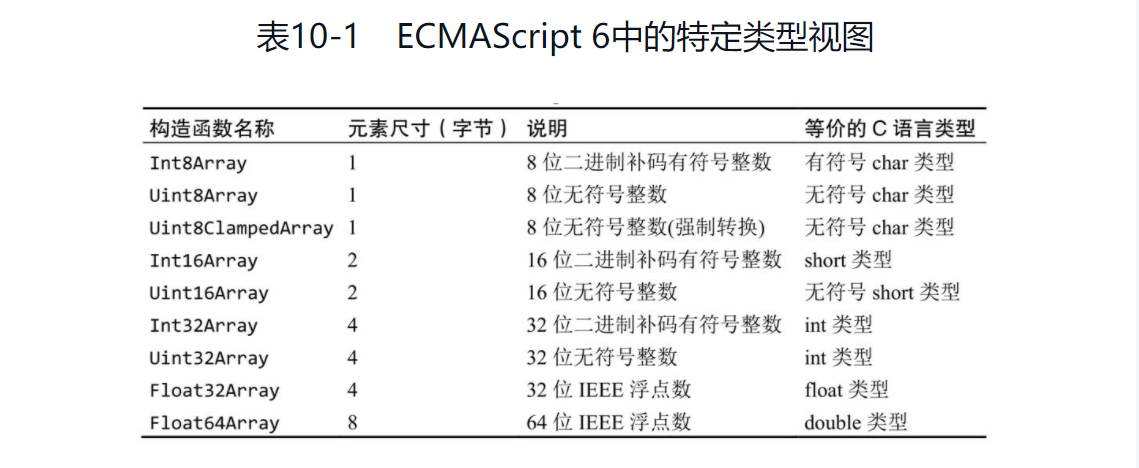 表10-1 ECMAScript 6中的特定类型视图
构造函数名称 元素尺寸（字节） 说明 等价的 C 语言类型
Int8Array 1 8 位二进制补码有符号整数 有符号 char 类型
Uint8Array 1 8 位无符号整数 无符号 char 类型
Uint8ClampedArray 1 8 位无符号整数(强制转换) 无符号 char 类型
Int16Array 2 16 位二进制补码有符号整数 short 类型
Uint16Array 2 16 位无符号整数 无符号 short 类型
Int32Array 4 32 位二进制补码有符号整数 int 类型
Uint32Array 4 32 位无符号整数 int 类型
Float32Array 4 32 位 IEEE 浮点数 float 类型
Float64Array 8 64 位 IEEE 浮点数 double 类型